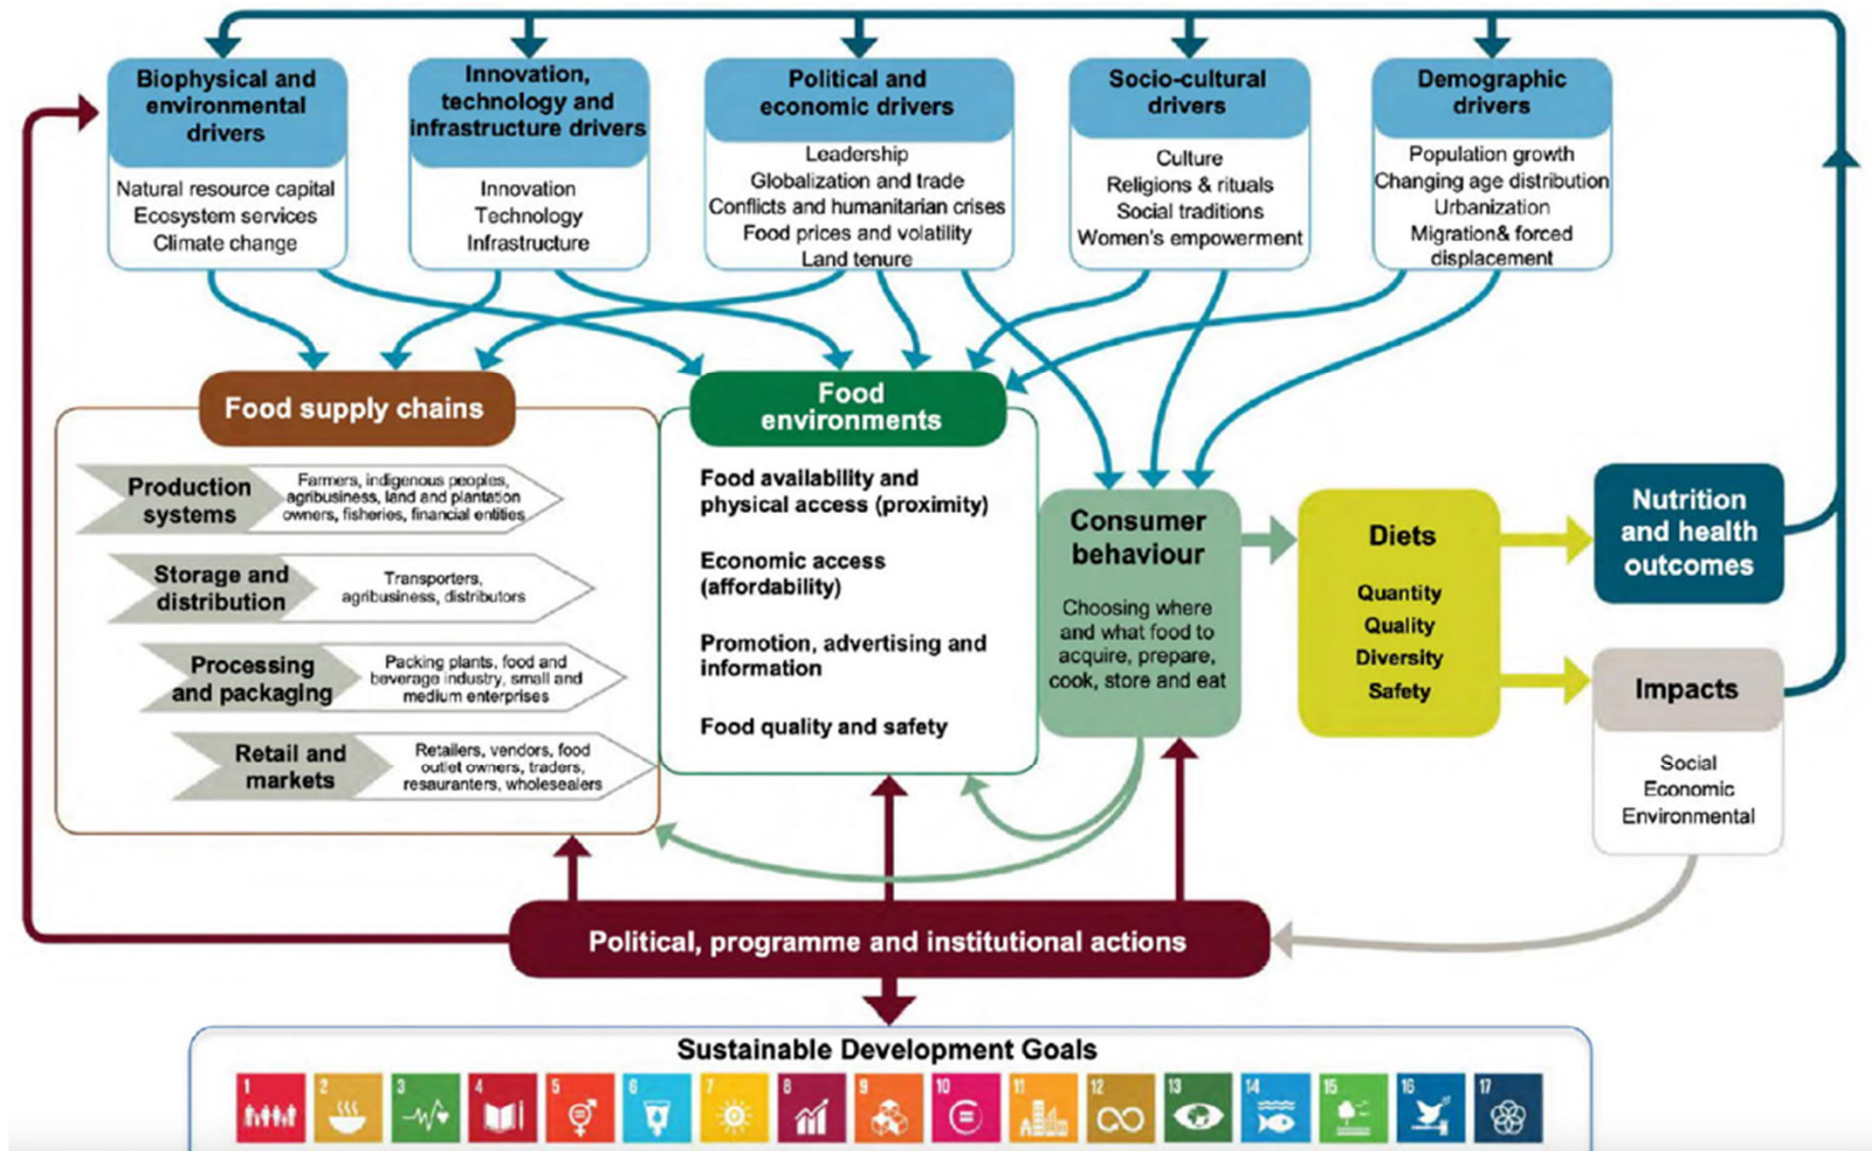 Biophysical and
environmental
drivers
Natural resource capital
Ecosystem services
Climate change
Innovation,
technology and
infrastructure drivers
Innovation
Technology
Infrastructure
Political and
economic drivers
Leadership
Globalization and trade
Conflicts and humanitarian crises
Food prices and volatility
Land tenure
Socio-cultural
drivers
Culture
Religions & rituals
Social traditions
Women's empowerment
Demographic
drivers
Population growth
Changing age distribution
Urbanization
Migration& forced
displacement
Food supply chains
Production
systems
Farmers, indigenous peoples,
agribusiness, land and plantation
owners, fisheries, financial entities
Storage and
distribution
Transporters,
agribusiness, distributors
Processing
and packaging
Packing plants, food and
beverage industry, small and
medium enterprises
Retail and
markets
Retailers, vendors, food
outlet owners, traders,
resauranters, wholesealers
Food
environments
Food availability and
physical access (proximity)
Economic access
(affordability)
Promotion, advertising and
information
Food quality and safety
Consumer
behaviour
Choosing where
and what food to
acquire, prepare,
cook, store and eat
Diets
Quantity
Quality
Diversity
Safety
Nutrition
and health
outcomes
Impacts
Social
Economic
Environmental
Political, programme and institutional actions
Sustainable Development Goals
1 2 3 4 5 6 7 8 9 10 11 12 13 14 15 16 17